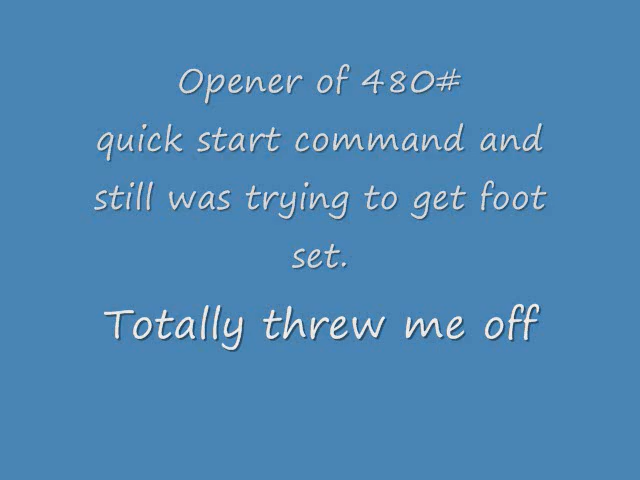 Opener of 480#
quick start command and
still was trying to get foot
set.
Totally threw me off